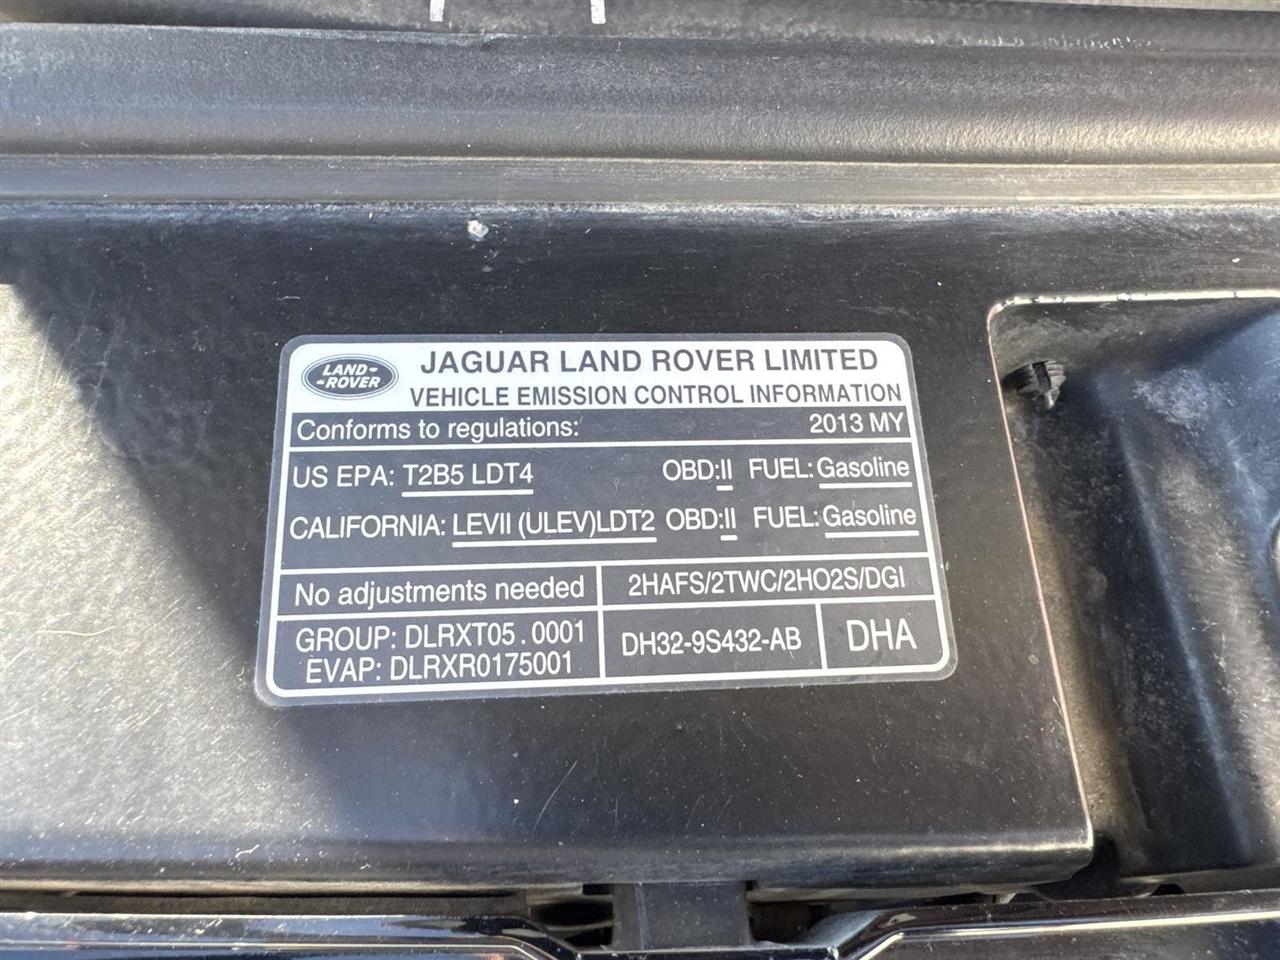 LAND-
-ROVER
JAGUAR LAND ROVER LIMITED
VEHICLE EMISSION CONTROL INFORMATION
Conforms to regulations: 2013 MY
US EPA: T2B5 LDT4 OBD:II FUEL: Gasoline
CALIFORNIA: LEVII (ULEV)LDT2 OBD:II FUEL: Gasoline
No adjustments needed 2HAFS/2TWC/2HO2S/DGI
GROUP: DLRXT05.0001
EVAP: DLRXR0175001
DH32-9S432-AB DHA